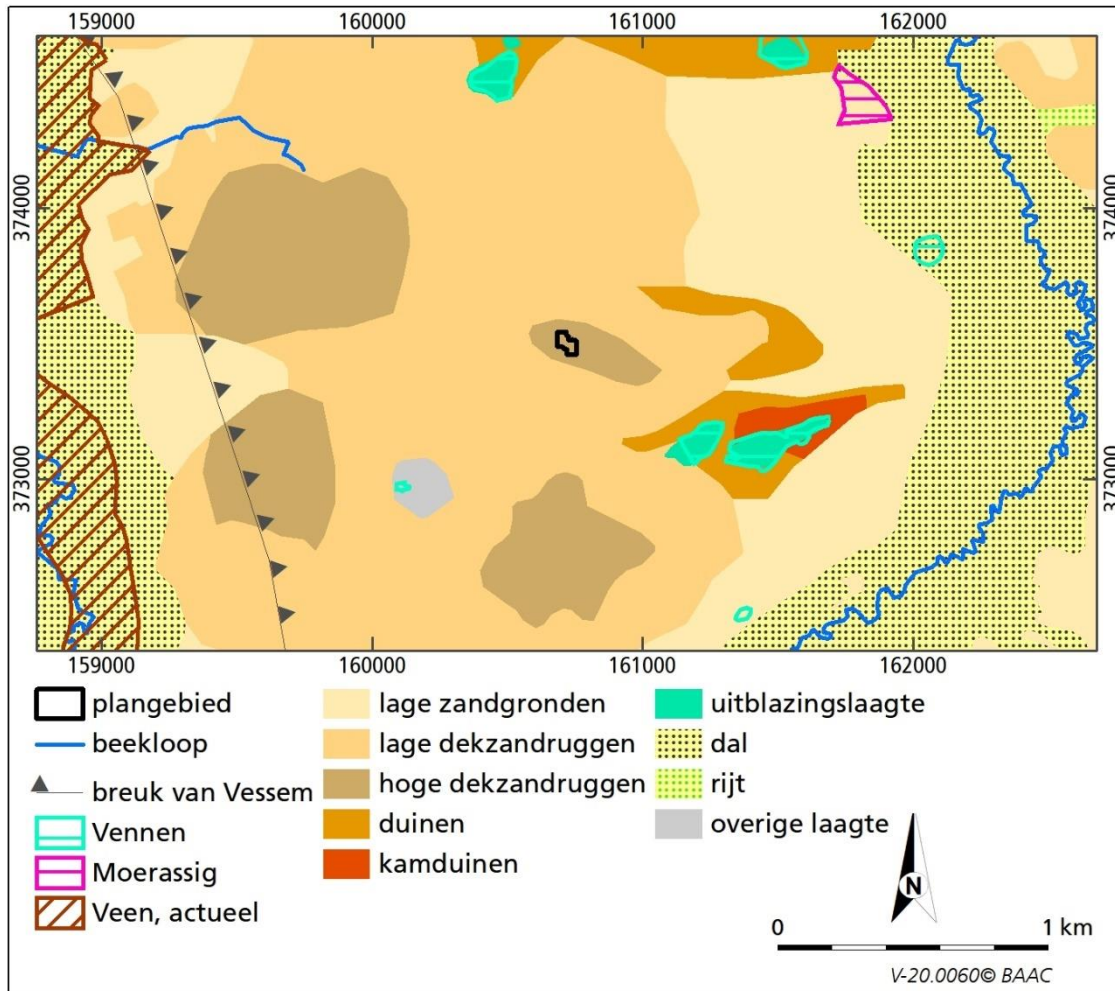 159000 160000 161000 162000
374000 374000
373000 373000
159000 160000 161000 162000
plangebied
beekloop
breuk van Vessem
Vennen
Moerassig
Veen, actueel
lage zandgronden
lage dekzandruggen
hoge dekzandruggen
duinen
kamduinen
uitblazingslaagte
dal
rijt
overige laagte
N
0 1 km
V-20.0060© BAAC